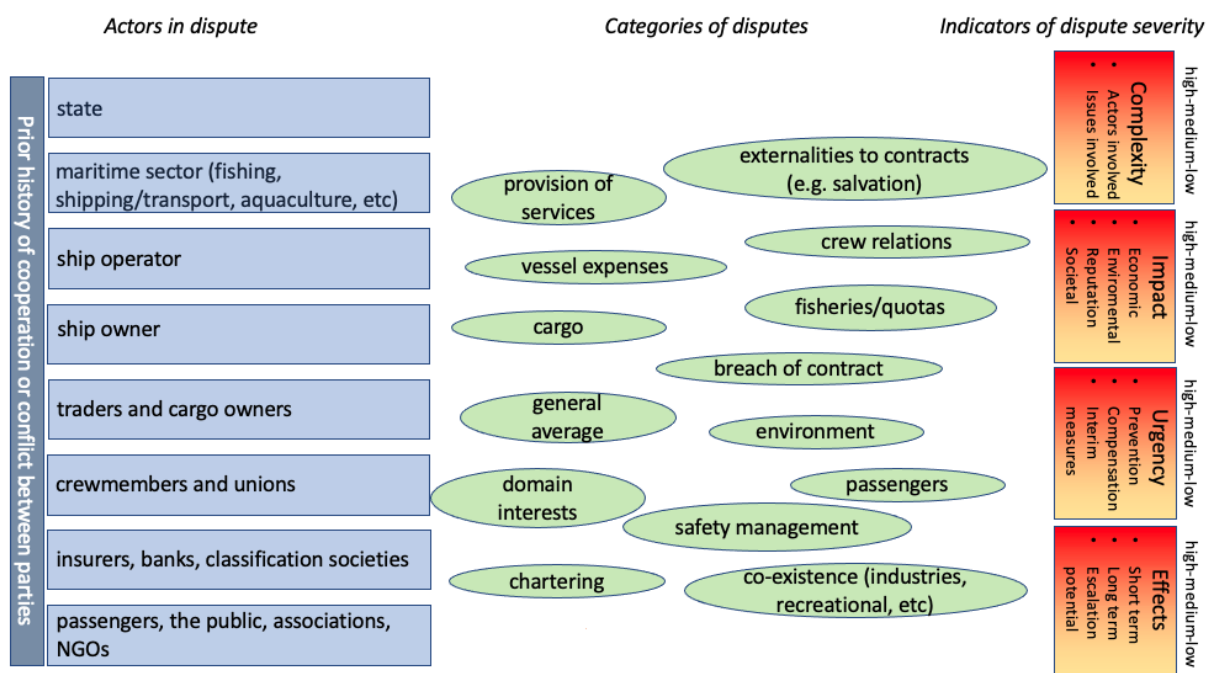 Actors in dispute
Categories of disputes
Indicators of dispute severity
Prior history of cooperation or conflict between parties
state
maritime sector (fishing,
shipping/transport, aquaculture, etc)
ship operator
ship owner
traders and cargo owners
crewmembers and unions
insurers, banks, classification societies
passengers, the public, associations,
NGOs
externalities to contracts
(e.g. salvation)
provision of
services
crew relations
vessel expenses
fisheries/quotas
cargo
breach of contract
general
average
environment
domain
interests
passengers
safety management
chartering
co-existence (industries,
recreational, etc)
Complexity
• Actors involved
• Issues involved
high-medium-low
Impact
• Economic
• Enviromental
• Reputation
• Societal
high-medium-low
Urgency
• Prevention
• Compensation
• Interim
measures
high-medium-low
Effects
• Short term
• Long term
• Escalation
potential
high-medium-low